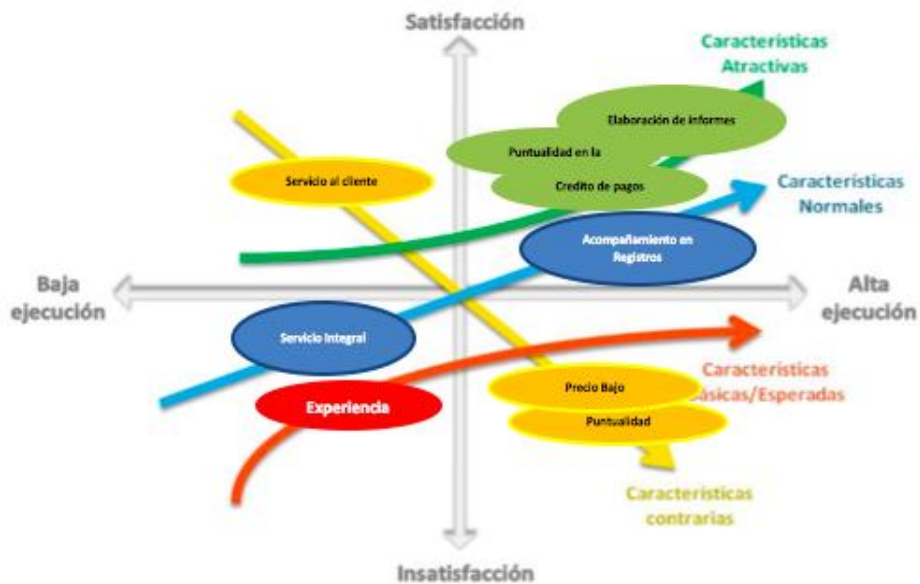 Satisfacción
Características
Atractivas
Elaboración de informes
Puntualidad en la
Servicio al cliente
Credito de pagos
Características
Normales
Acompañamiento en
Registros
Baja
ejecución
Alta
ejecución
Servicio Integral
Características
ásicas/Esperadas
Precio Bajo
Experiencia
Puntualidad
Características
contrarias
Insatisfacción